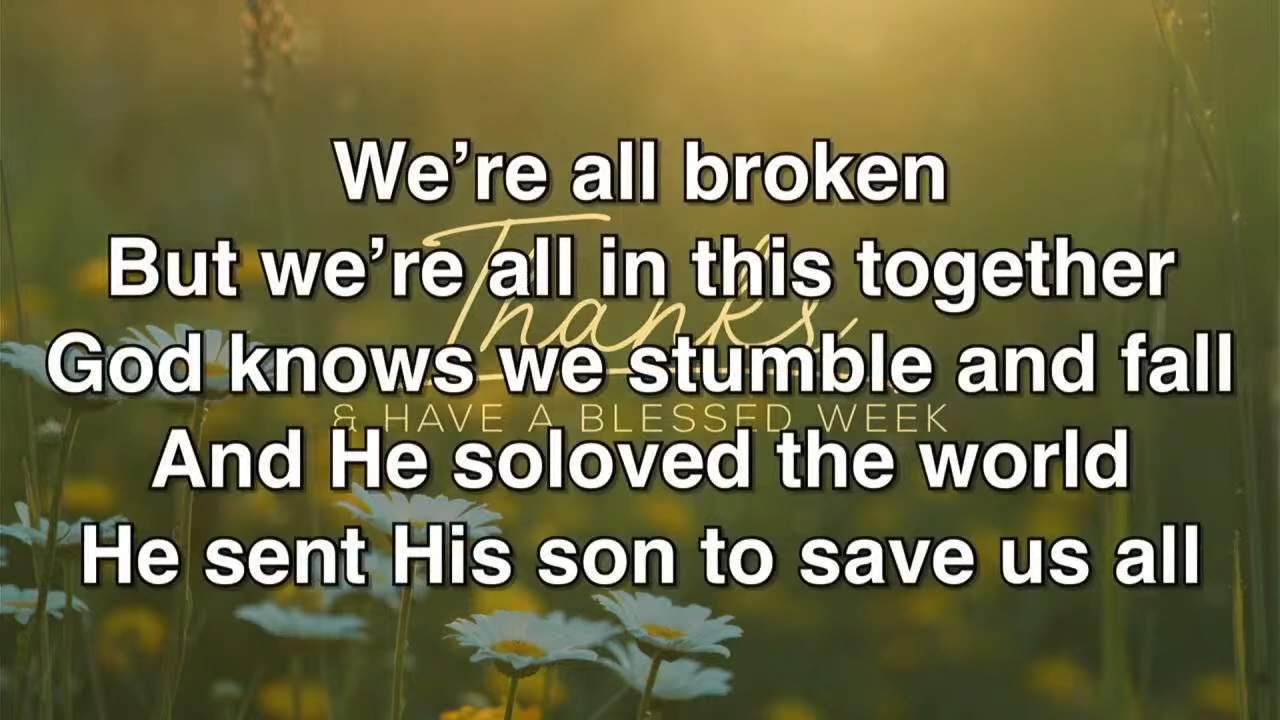 We’re all broken
But we’re all in this together
God knows we stumble and fall
And He soloved the world
He sent His son to save us all
Thanks
& HAVE A BLESSED WEEK